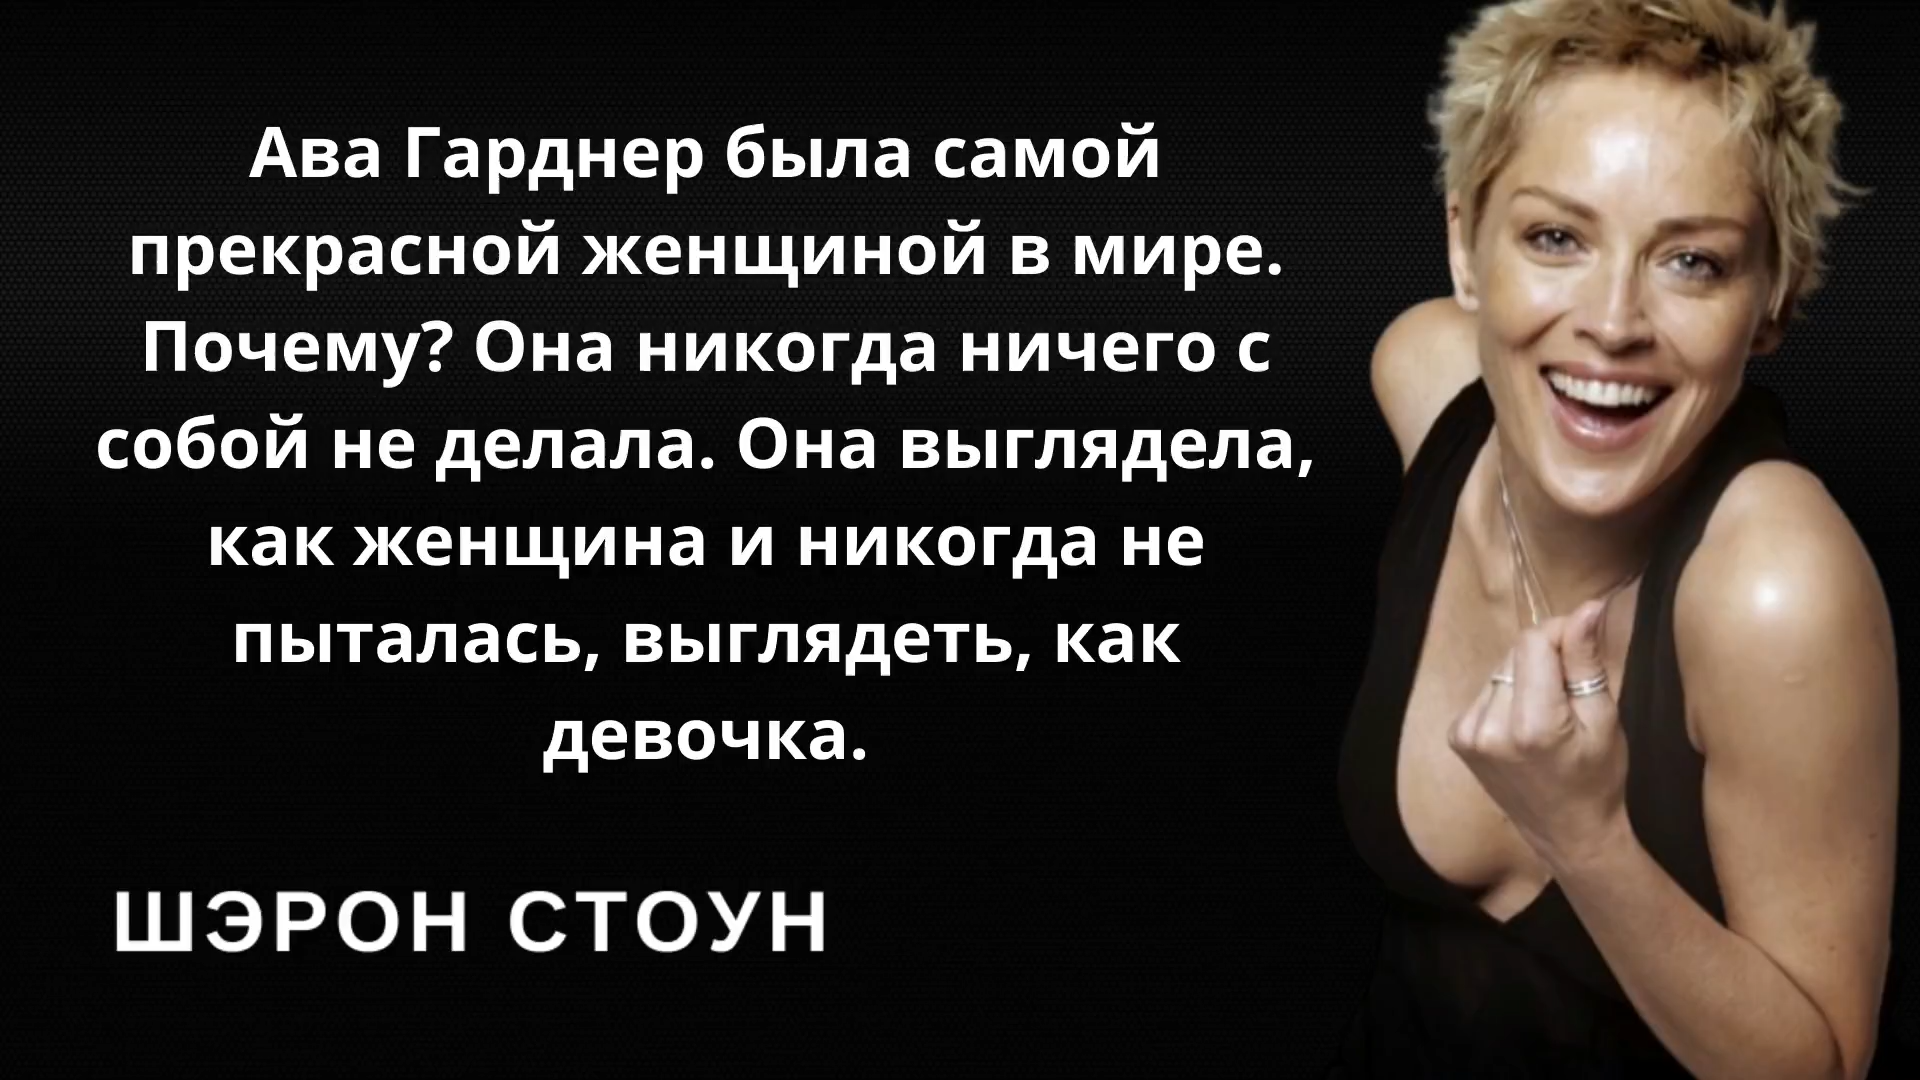 Ава Гарднер была самой
прекрасной женщиной в мире.
Почему? Она никогда ничего с
собой не делала. Она выглядела,
как женщина и никогда не
пыталась, выглядеть, как
девочка.
ШЭРОН СТОУН